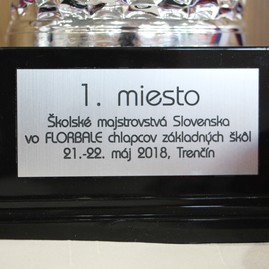 1. miesto
Školské majstrovstvá Slovenska
vo FLORBALE chlapcov základných škôl
21.-22. máj 2018, Trenčín